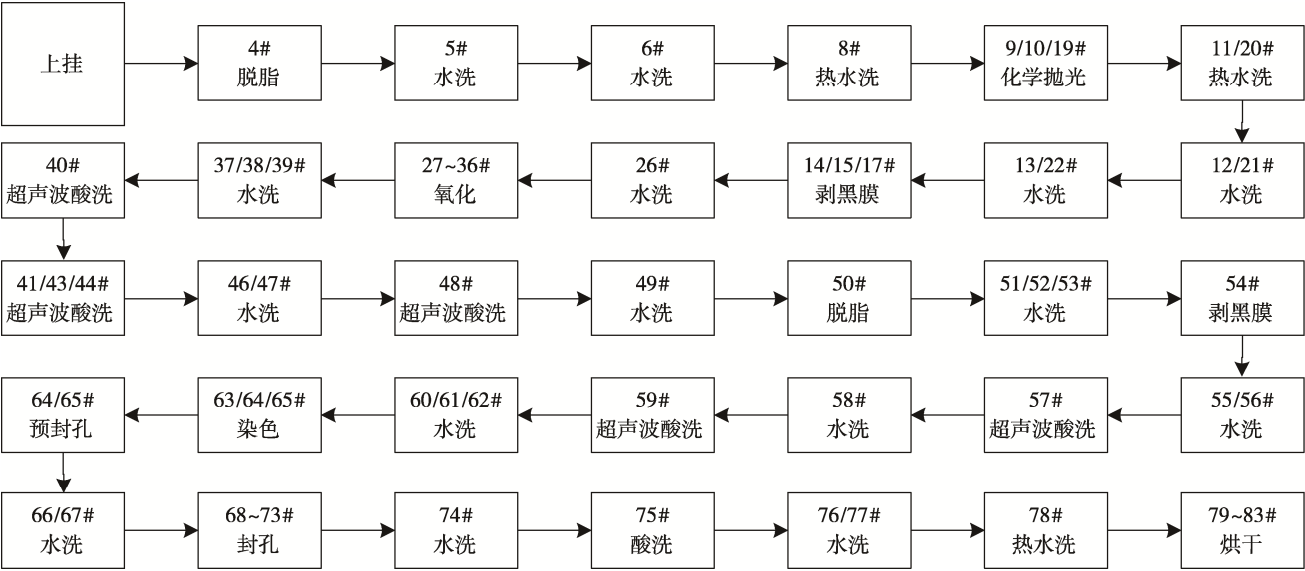 上挂
4#
脱脂
5#
水洗
6#
水洗
8#
热水洗
9/10/19#
化学抛光
11/20#
热水洗
12/21#
水洗
13/22#
水洗
14/15/17#
剥黑膜
26#
水洗
27~36#
氧化
37/38/39#
水洗
40#
超声波酸洗
41/43/44#
超声波酸洗
46/47#
水洗
48#
超声波酸洗
49#
水洗
50#
脱脂
51/52/53#
水洗
54#
剥黑膜
55/56#
水洗
57#
超声波酸洗
58#
水洗
59#
超声波酸洗
60/61/62#
水洗
63/64/65#
染色
64/65#
预封孔
66/67#
水洗
68~73#
封孔
74#
水洗
75#
酸洗
76/77#
水洗
78#
热水洗
79~83#
烘干